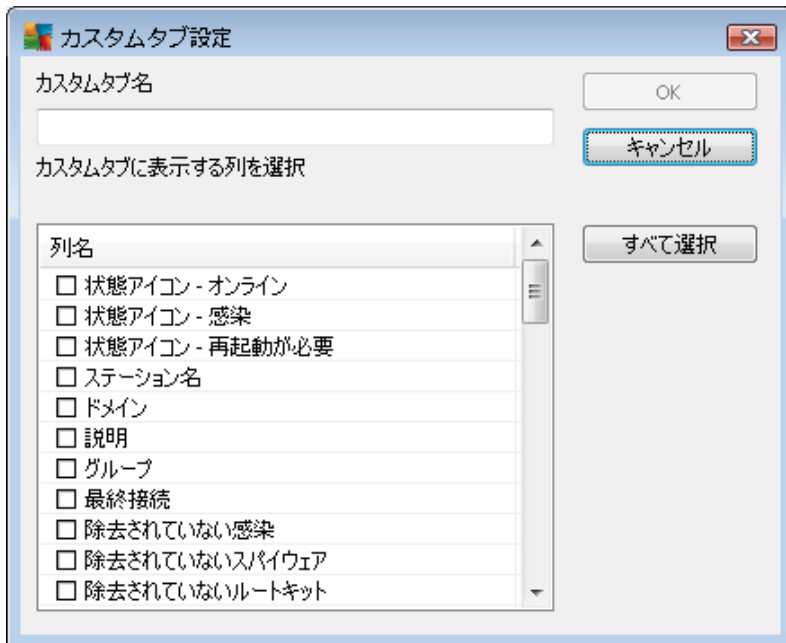 カスタムタブ設定
カスタムタブ名
OK
キャンセル
カスタムタブに表示する列を選択
すべて選択
列名
状態アイコン - オンライン
状態アイコン - 感染
状態アイコン - 再起動が必要
ステーション名
ドメイン
説明
グループ
最終接続
除去されていない感染
除去されていないスパイウェア
除去されていないルートキット